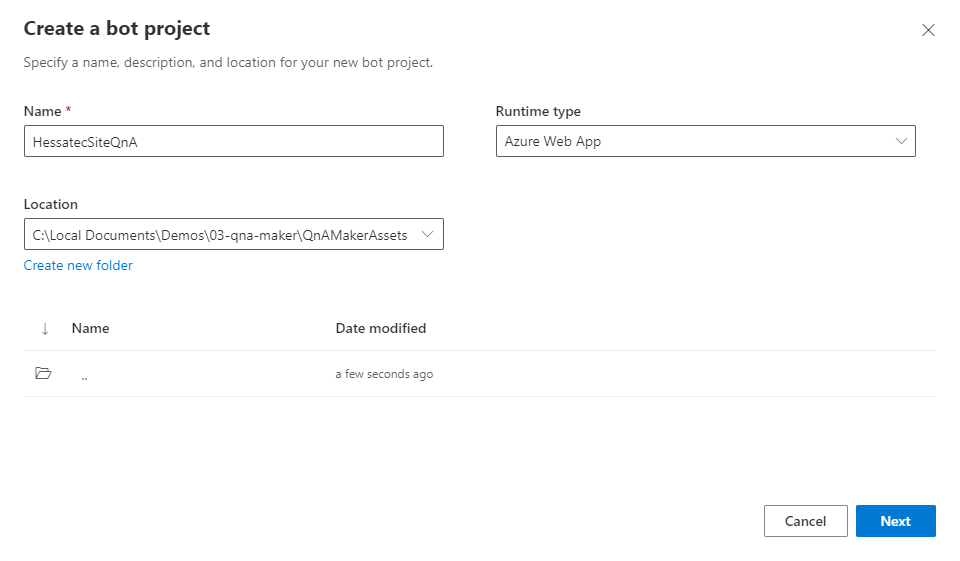 Create a bot project
Specify a name, description, and location for your new bot project.
Name *
Runtime type
HessatecSiteQnA
Azure Web App
Location
C:\Local Documents\Demos\03-qna-maker\QnAMakerAssets
Create new folder
↓ Name Date modified
.. a few seconds ago
Cancel Next